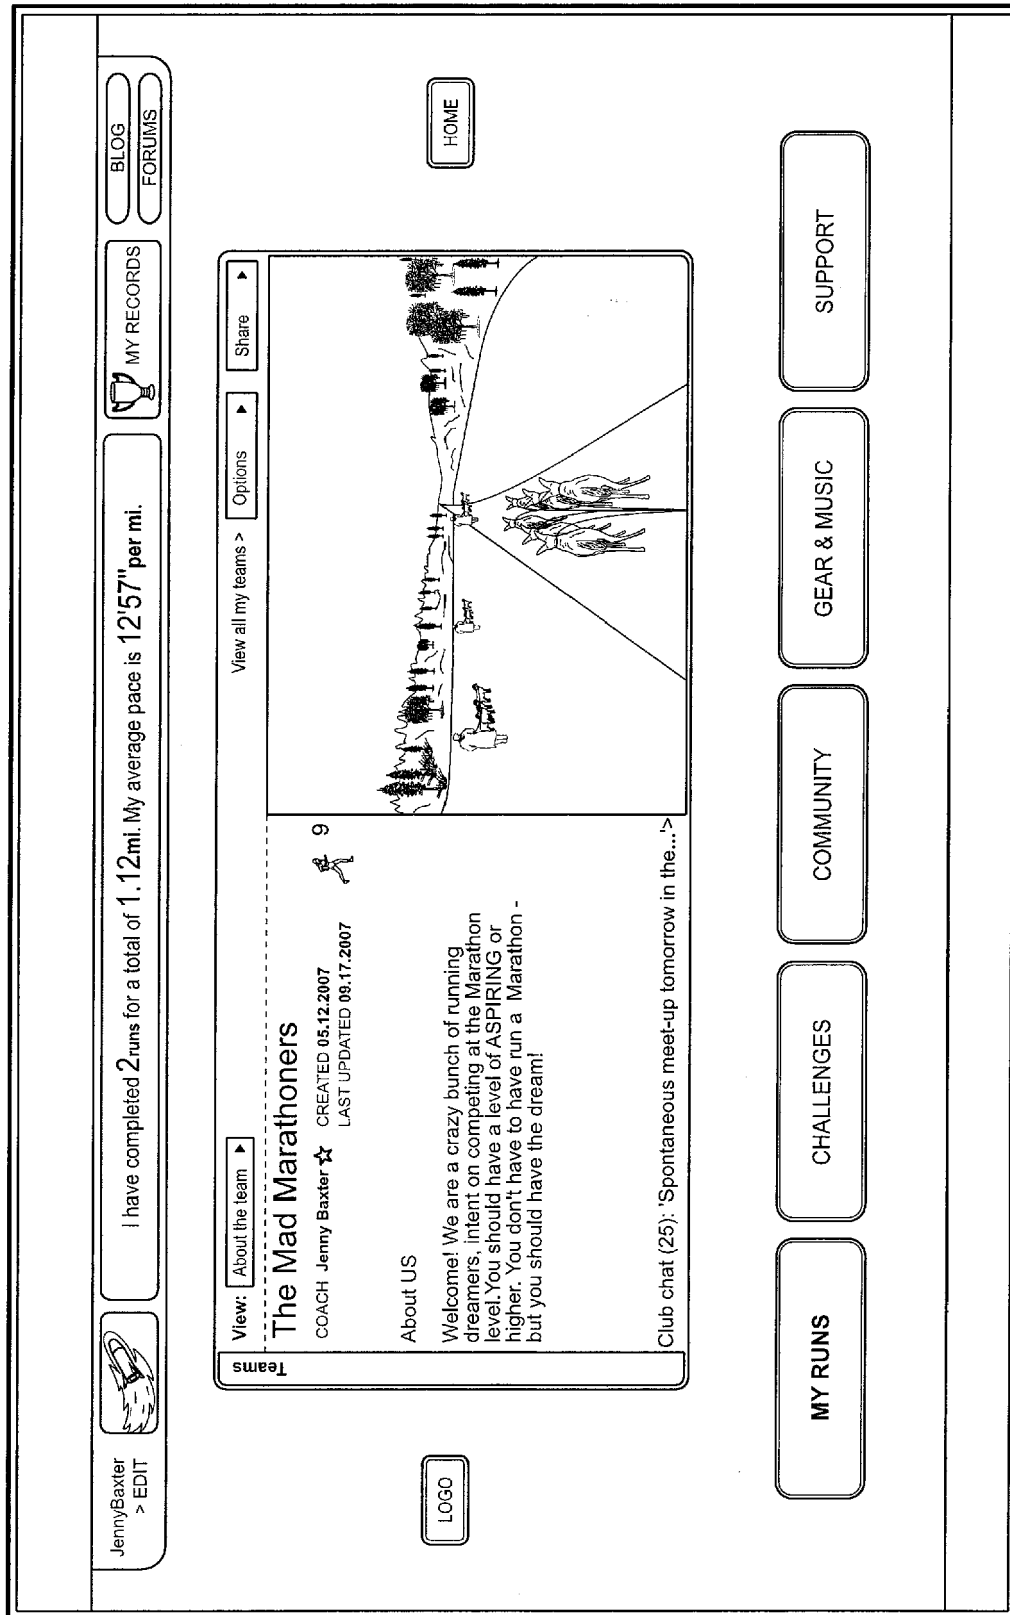 JennyBaxter
> EDIT
I have completed 2 runs for a total of 1.12mi. My average pace is 12'57" per mi.
MY RECORDS
BLOG
FORUMS
View: About the team
View all my teams >
Options
Share
Teams
The Mad Marathoners
COACH Jenny Baxter
CREATED 05.12.2007
LAST UPDATED 09.17.2007
9
About US
Welcome! We are a crazy bunch of running
dreamers, intent on competing at the Marathon
level.You should have a level of ASPIRING or
higher. You don't have to have run a Marathon -
but you should have the dream!
Club chat (25): 'Spontaneous meet-up tomorrow in the...'>
LOGO
HOME
MY RUNS
CHALLENGES
COMMUNITY
GEAR & MUSIC
SUPPORT